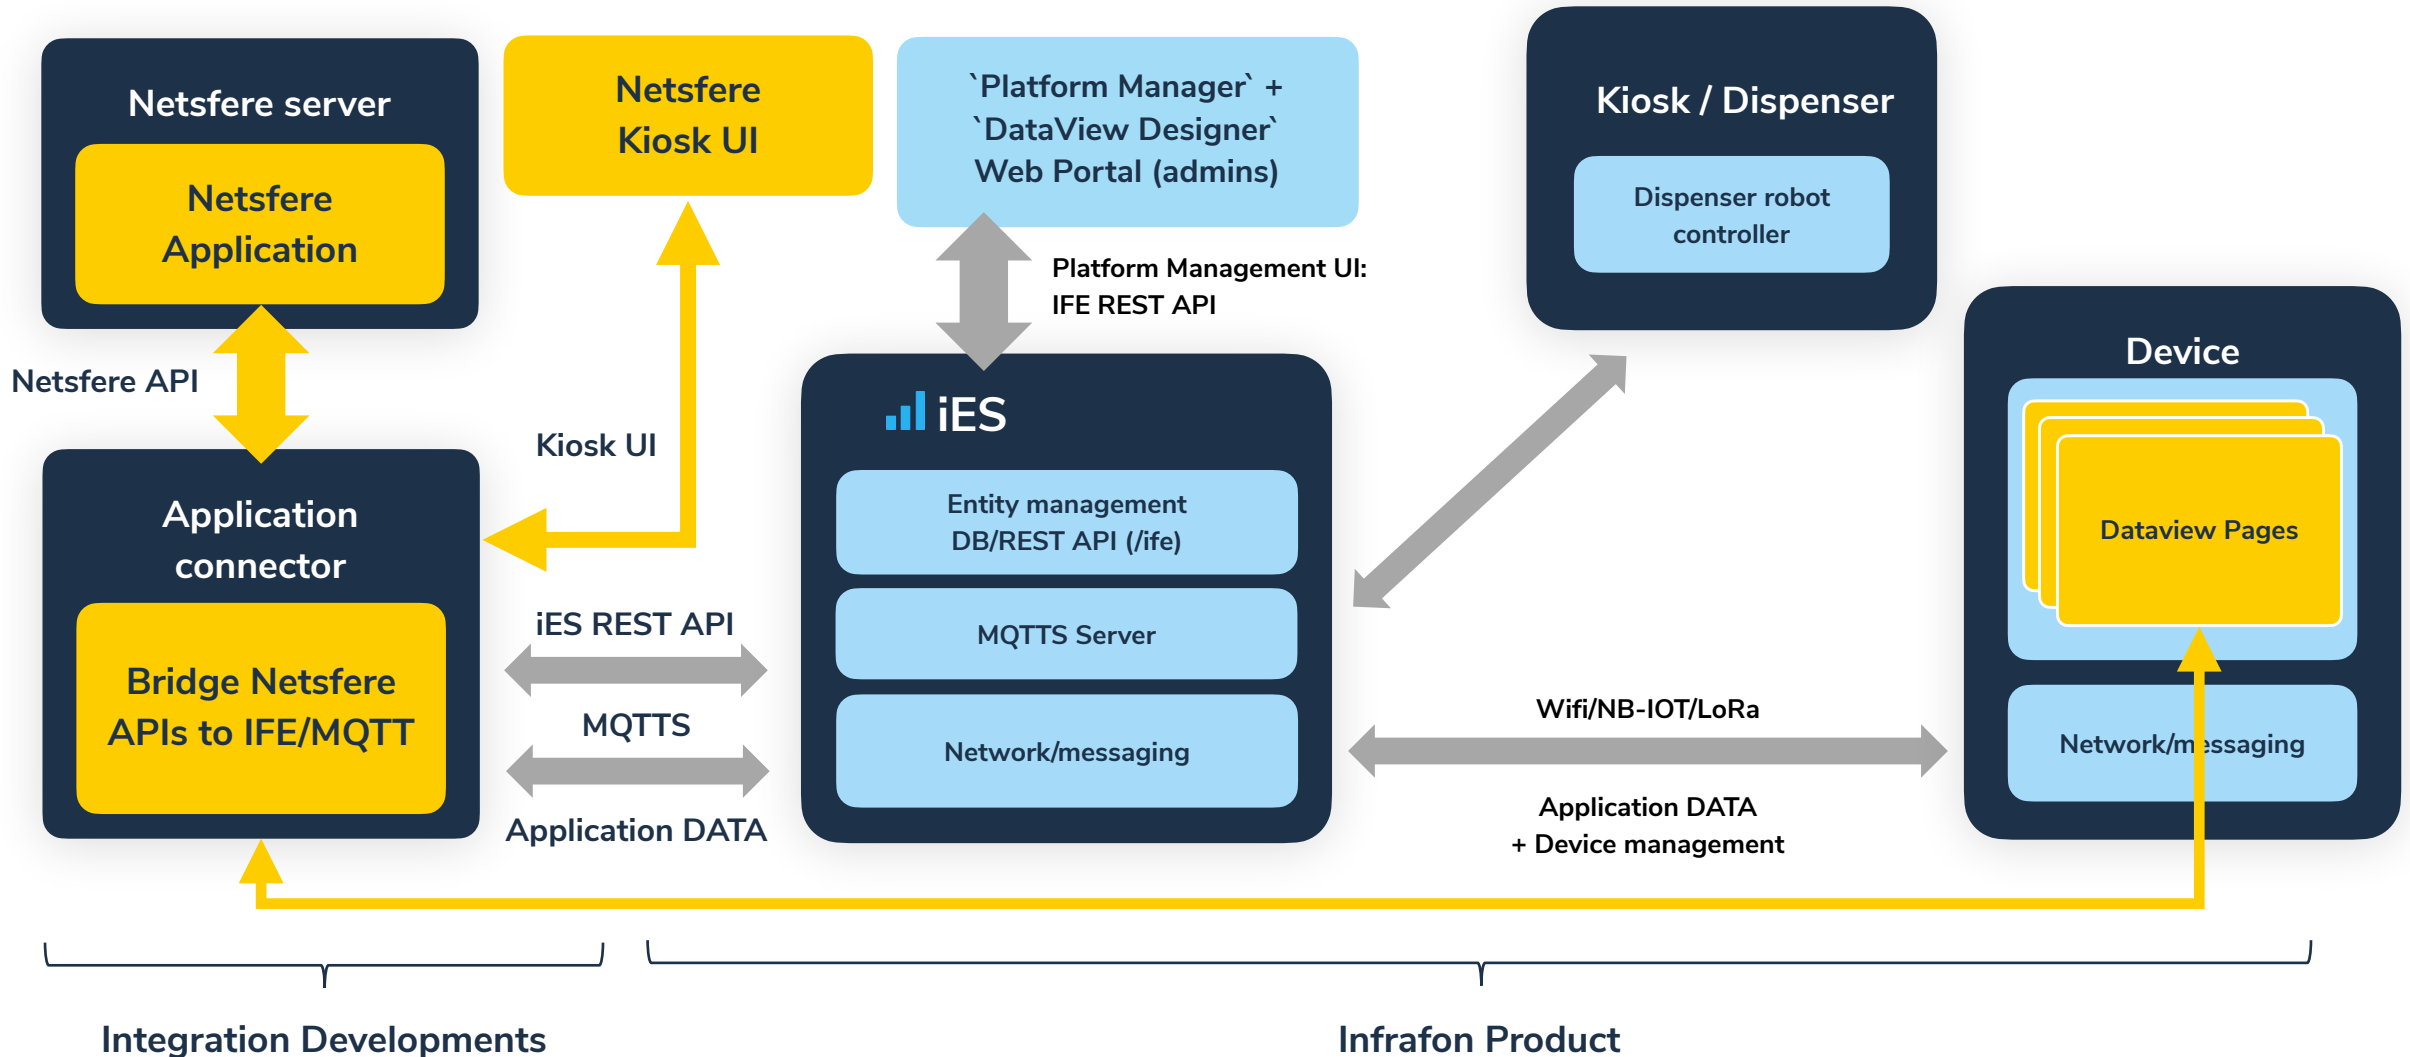 Netsfere server
Netsfere
Application
Netsfere API
Application
connector
Bridge Netsfere
APIs to IFE/MQTT
Netsfere
Kiosk UI
Kiosk UI
iES REST API
MQTTS
Application DATA
`Platform Manager` +
`DataView Designer`
Web Portal (admins)
Platform Management UI:
IFE REST API
iES
Entity management
DB/REST API (/ife)
MQTTS Server
Network/messaging
Kiosk / Dispenser
Dispenser robot
controller
Wifi/NB-IOT/LoRa
Application DATA
+ Device management
Device
Dataview Pages
Network/messaging
Integration Developments
Infrafon Product